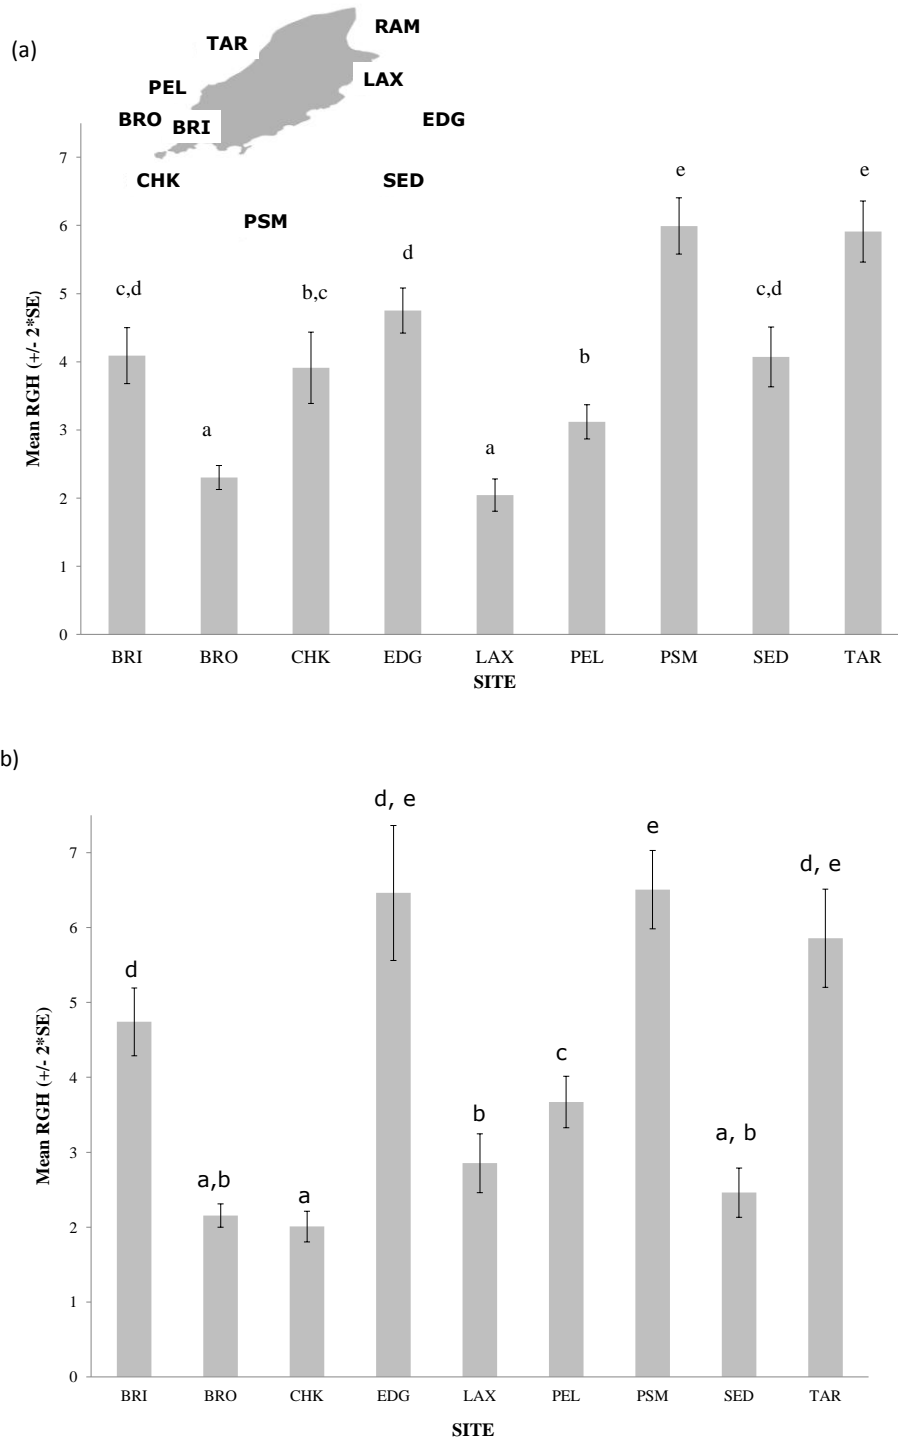 (a)
RAM
TAR
LAX
PEL
BRO
BRI
EDG
CHK
SED
PSM
Mean RGH (+/- 2*SE)
7
6
5
4
3
2
1
0
c,d
a
b,c
d
a
b
e
c,d
e
BRI BRO CHK EDG LAX PEL PSM SED TAR
SITE
b)
Mean RGH (+/- 2*SE)
7
6
5
4
3
2
1
0
d
a,b
a
d, e
b
c
e
a, b
d, e
BRI BRO CHK EDG LAX PEL PSM SED TAR
SITE